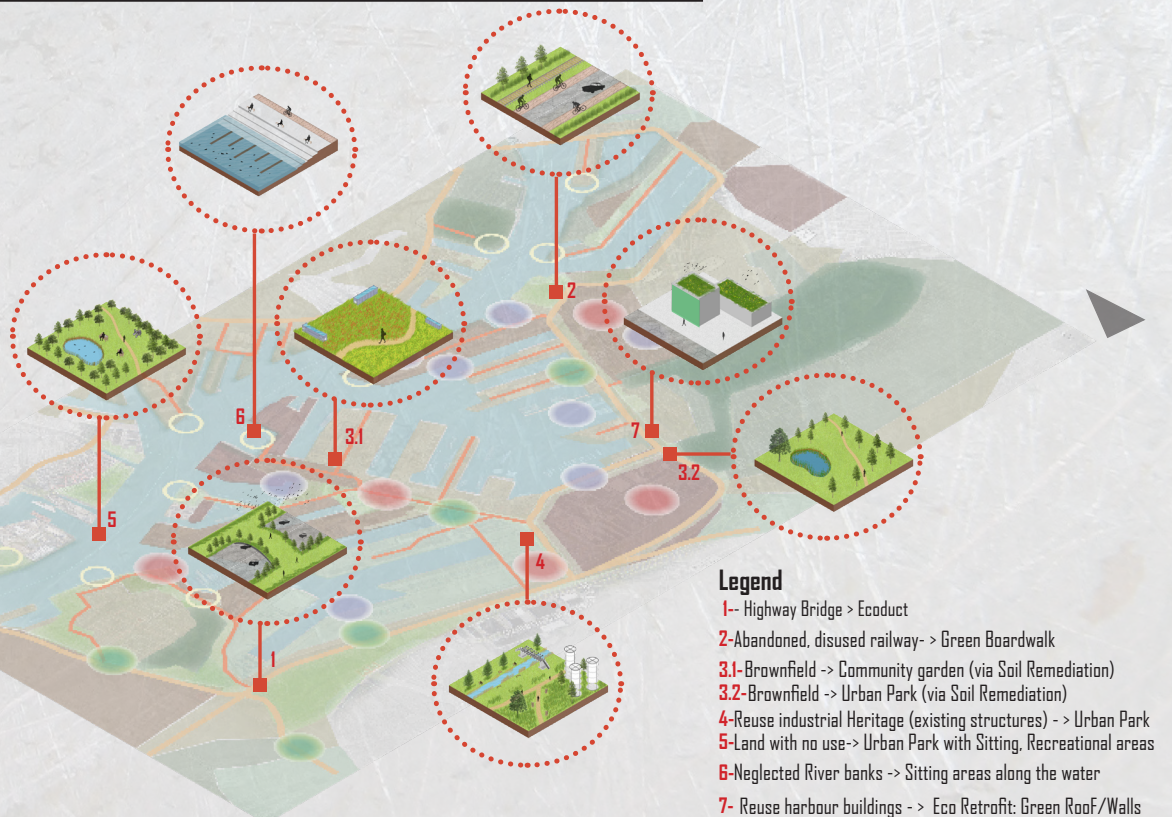 2
6
3.1
7
3.2
5
4
1
Legend
1-- Highway Bridge > Ecoduct
2-Abandoned, disused railway- > Green Boardwalk
3.1-Brownfield -> Community garden (via Soil Remediation)
3.2-Brownfield -> Urban Park (via Soil Remediation)
4-Reuse industrial Heritage (existing structures) - > Urban Park
5-Land with no use-> Urban Park with Sitting, Recreational areas
6-Neglected River banks -> Sitting areas along the water
7- Reuse harbour buildings - > Eco Retrofit: Green RooF/Walls